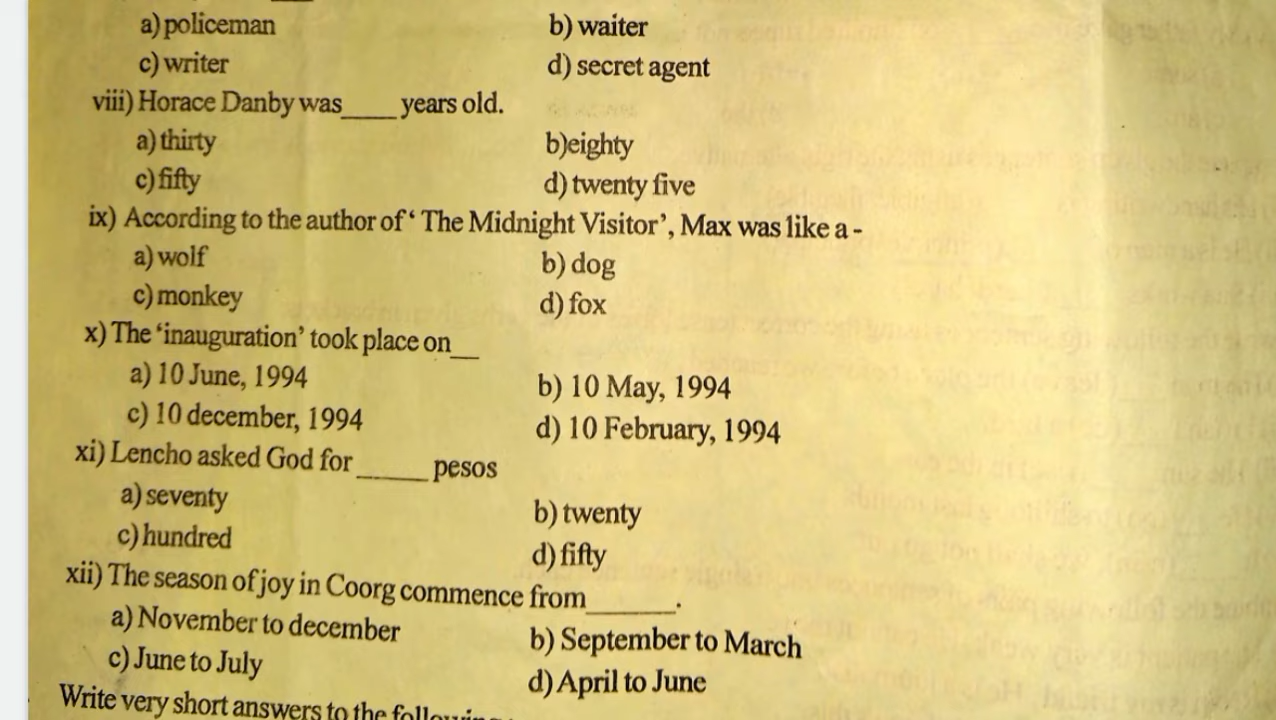 a) policeman b) waiter
c) writer d) secret agent
viii) Horace Danby was____years old.
a) thirty b)eighty
c) fifty d) twenty five
ix) According to the author of ‘ The Midnight Visitor’, Max was like a -
a) wolf b) dog
c) monkey d) fox
x) The ‘inauguration’ took place on__
a) 10 June, 1994 b) 10 May, 1994
c) 10 december, 1994 d) 10 February, 1994
xi) Lencho asked God for _____ pesos
a) seventy b) twenty
c) hundred d) fifty
xii) The season of joy in Coorg commence from______.
a) November to december b) September to March
c) June to July d) April to June
Write very short answers to the following